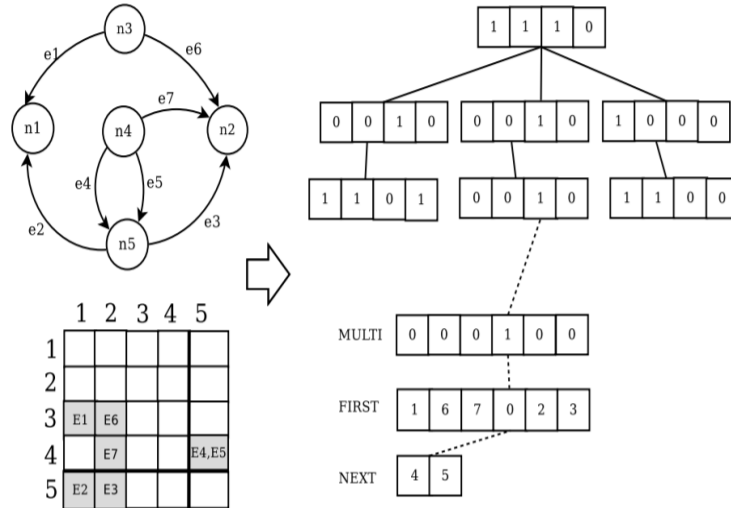 n3
e1
e6
n1
n4
e7
n2
e4
e5
e2
n5
e3
1 2 3 4 5
1
2
3 E1 E6
4 E7 E4,E5
5 E2 E3
1 1 1 0
0 0 1 0 0 0 1 0 1 0 0 0
1 1 0 1 0 0 1 0 1 1 0 0
MULTI 0 0 0 1 0 0
FIRST 1 6 7 0 2 3
NEXT 4 5